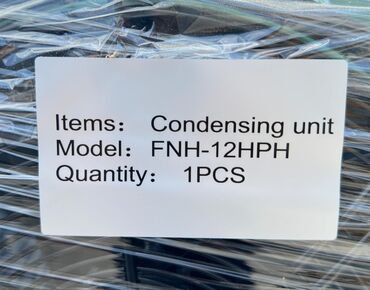 Items： Condensing unit
Model： FNH-12HPH
Quantity： 1PCS